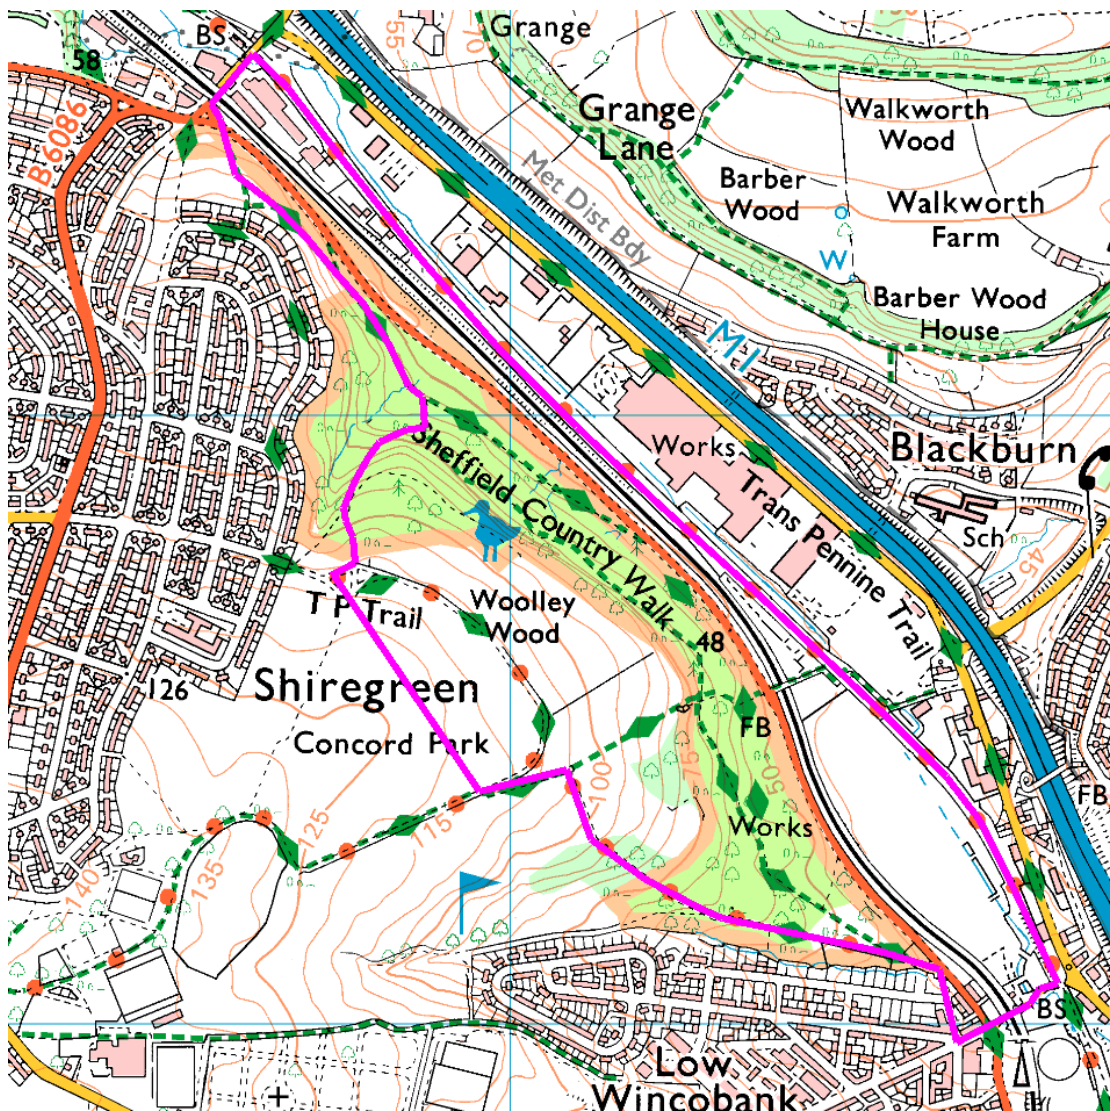 55
70
Grange
BS
58
B6086
Grange
Lane
Met Dist Bdy
Walkworth
Wood
Barber
Wood
Walkworth
Farm
W
Barber Wood
House
M1
Works
Blackburn
Sheffield Country Walk
Trans Pennine Trail
Sch
45
T P Trail
Woolley
Wood
48
126
Shiregreen
Concord Park
FB
75
50
100
FB
115
125
Works
135
140
BS
Low
Wincobank